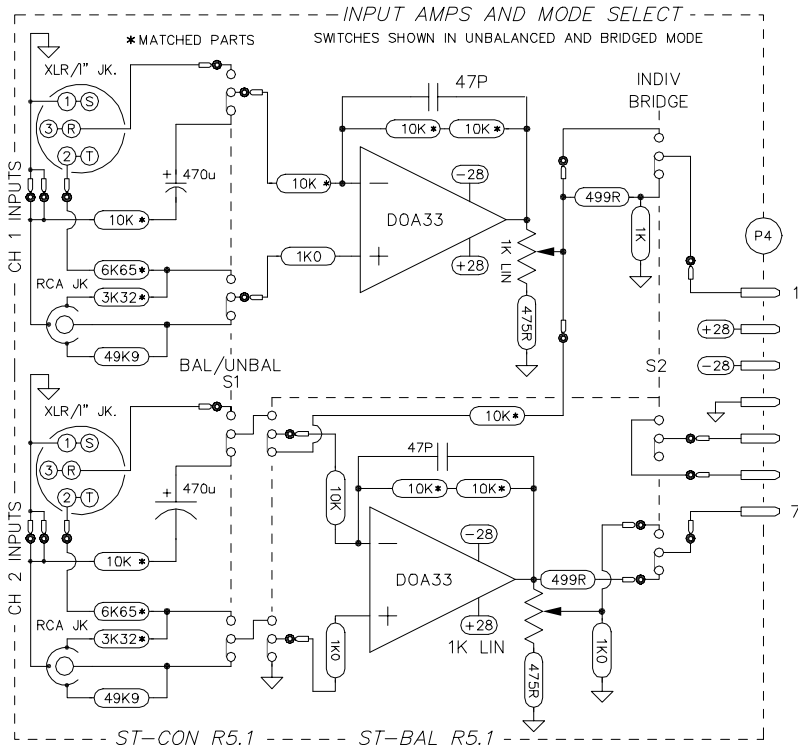 INPUT AMPS AND MODE SELECT
*MATCHED PARTS
SWITCHES SHOWN IN UNBALANCED AND BRIDGED MODE
XLR/1" JK.
1 S
3 R
2 T
470u
+
10K *
6K65*
3K32*
RCA JK
49K9
CH 1 INPUTS
47P
10K* 10K*
10K *
-28
DOA33
+28
1K0
1K LIN
475R
INDIV
BRIDGE
499R
1K
P4
1
+28
-28
BAL/UNBAL
S1
S2
XLR/1" JK.
1 S
3 R
2 T
470u
+
10K *
6K65*
3K32*
RCA JK
49K9
CH 2 INPUTS
10K*
47P
10K* 10K*
10K
-28
DOA33
+28
1K0
1K LIN
475R
499R
1K0
7
ST-CON R5.1
ST-BAL R5.1